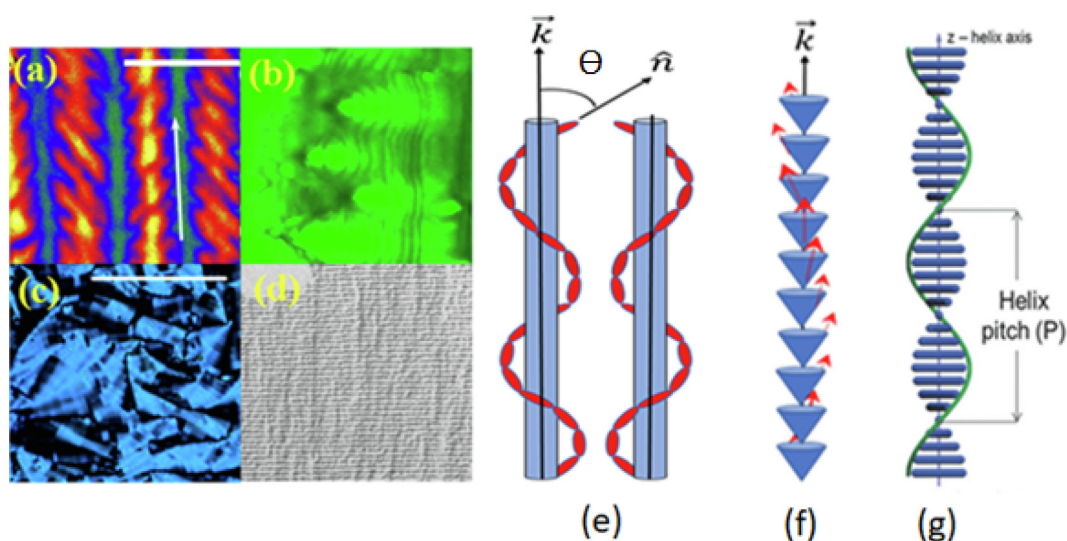 (a)
(b)
(c)
(d)
k⃗
Θ
n̂
k⃗
z – helix axis
Helix
pitch (P)
(e)
(f)
(g)